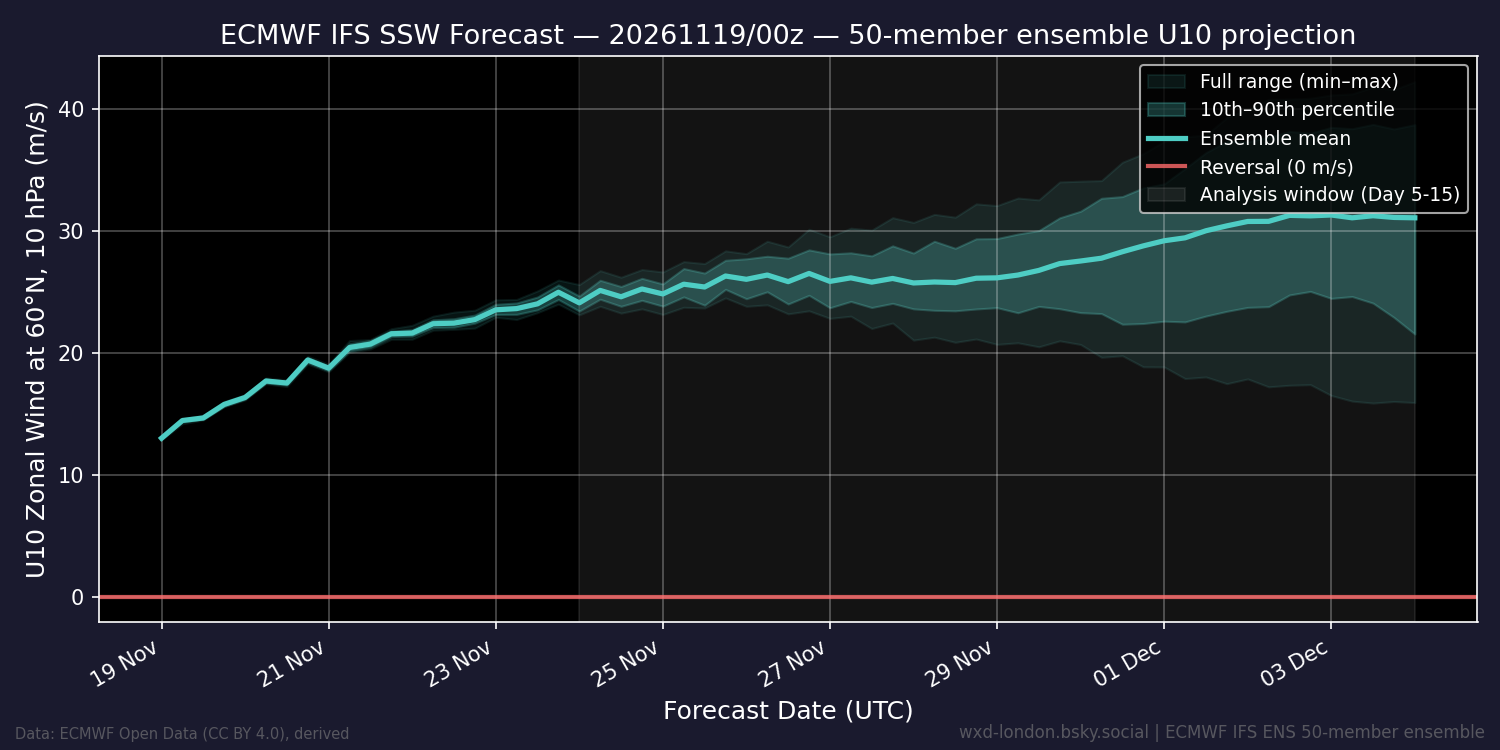 ECMWF IFS SSW Forecast — 20261119/00z — 50-member ensemble U10 projection
U10 Zonal Wind at 60°N, 10 hPa (m/s)
40
30
20
10
0
Full range (min–max)
10th–90th percentile
Ensemble mean
Reversal (0 m/s)
Analysis window (Day 5-15)
19 Nov
21 Nov
23 Nov
25 Nov
27 Nov
29 Nov
01 Dec
03 Dec
Forecast Date (UTC)
Data: ECMWF Open Data (CC BY 4.0), derived
wxd-london.bsky.social | ECMWF IFS ENS 50-member ensemble